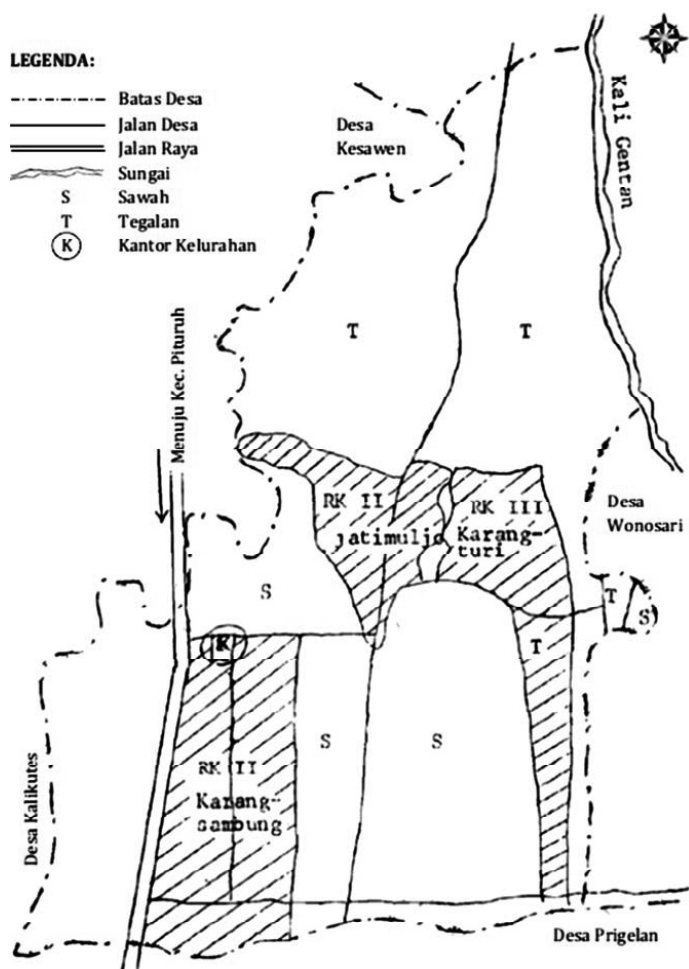 LEGENDA:
Batas Desa
Jalan Desa
Jalan Raya
Sungai
S Sawah
T Tegalan
K Kantor Kelurahan
Desa
Kesawen
Kali Gentan
T
T
Menuju Kec. Pituruh
RK II
Jatimuljo
RK III
Karang-
turi
Desa
Wonosari
T
S
S
K
T
S
S
RK II
Karang-
sambung
Desa Kalikutes
Desa Prigelan